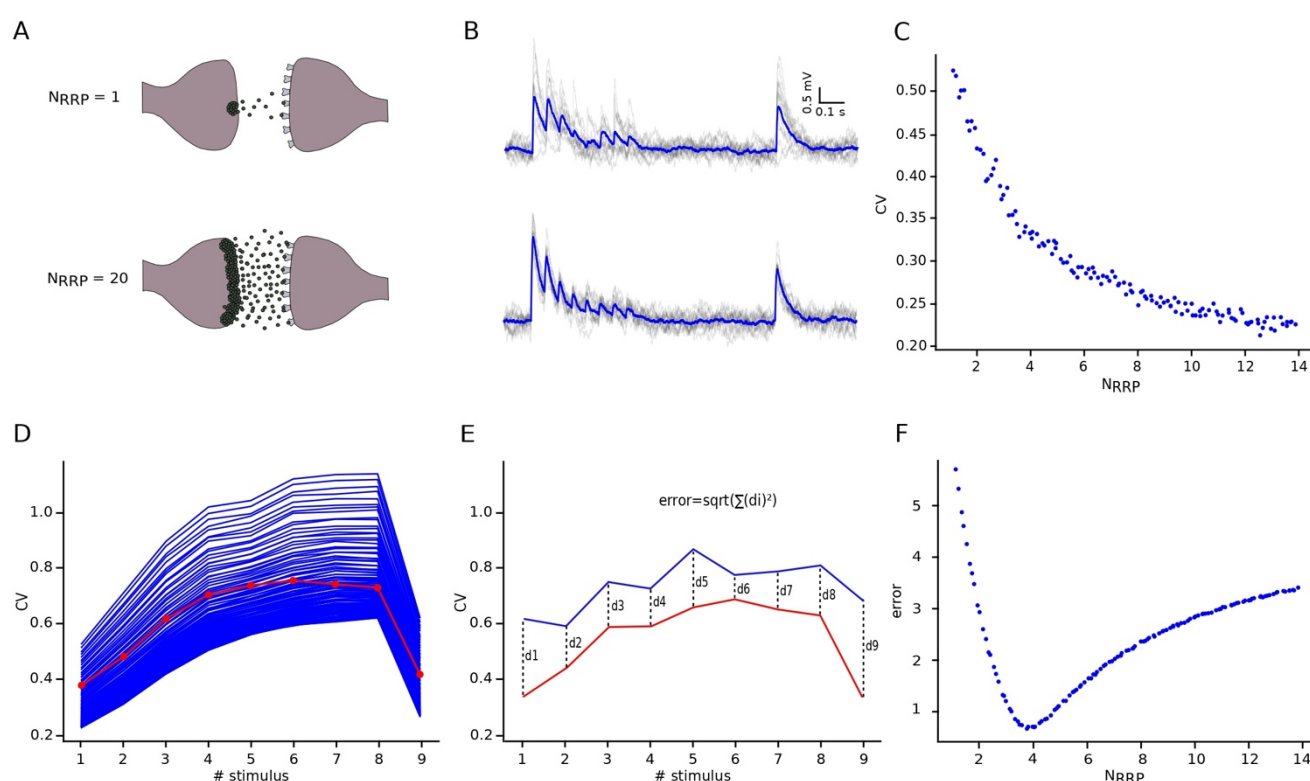 A
NRRP = 1
NRRP = 20
B
0.5 mV
0.1 s
C
0.50
0.45
0.40
0.35
0.30
0.25
0.20
CV
2 4 6 8 10 12 14
NRRP
D
1.0
0.8
0.6
0.4
0.2
CV
1 2 3 4 5 6 7 8 9
# stimulus
E
error=sqrt(∑(di)²)
1.0
0.8
0.6
0.4
0.2
CV
d1 d2 d3 d4 d5 d6 d7 d8 d9
1 2 3 4 5 6 7 8 9
# stimulus
F
5
4
3
2
1
error
2 4 6 8 10 12 14
NRRP